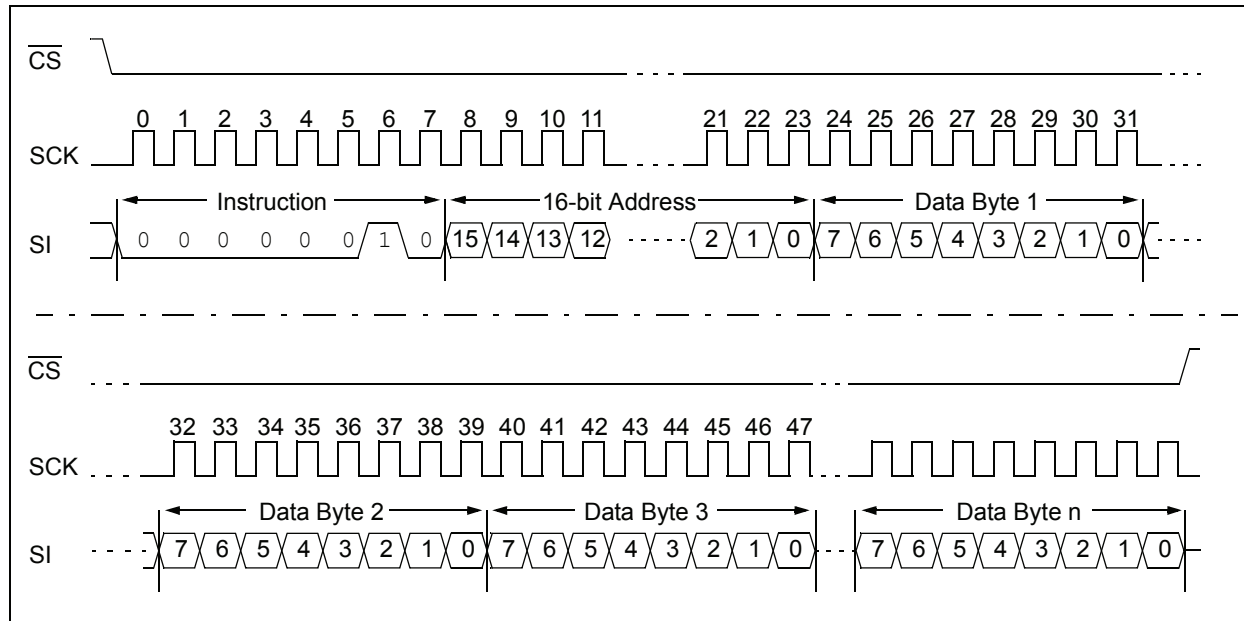 CS
0 1 2 3 4 5 6 7 8 9 10 11 21 22 23 24 25 26 27 28 29 30 31
SCK
Instruction 16-bit Address Data Byte 1
SI 0 0 0 0 0 0 1 0 15 14 13 12 2 1 0 7 6 5 4 3 2 1 0
CS
32 33 34 35 36 37 38 39 40 41 42 43 44 45 46 47
SCK
Data Byte 2 Data Byte 3 Data Byte n
SI 7 6 5 4 3 2 1 0 7 6 5 4 3 2 1 0 7 6 5 4 3 2 1 0